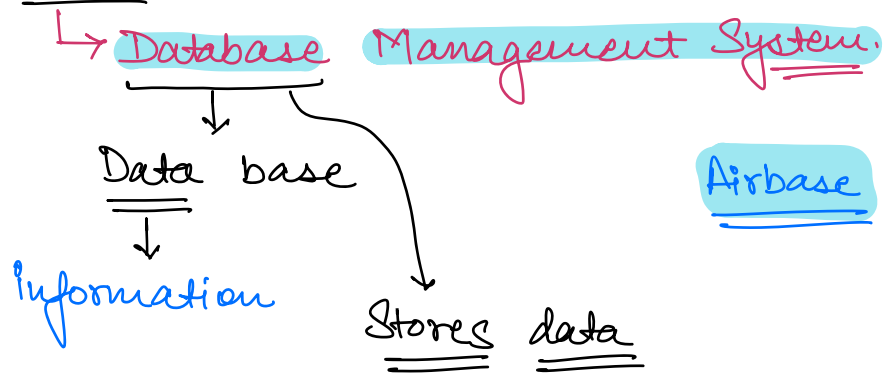 Database Management System.
Data base
Airbase
information
Stores data